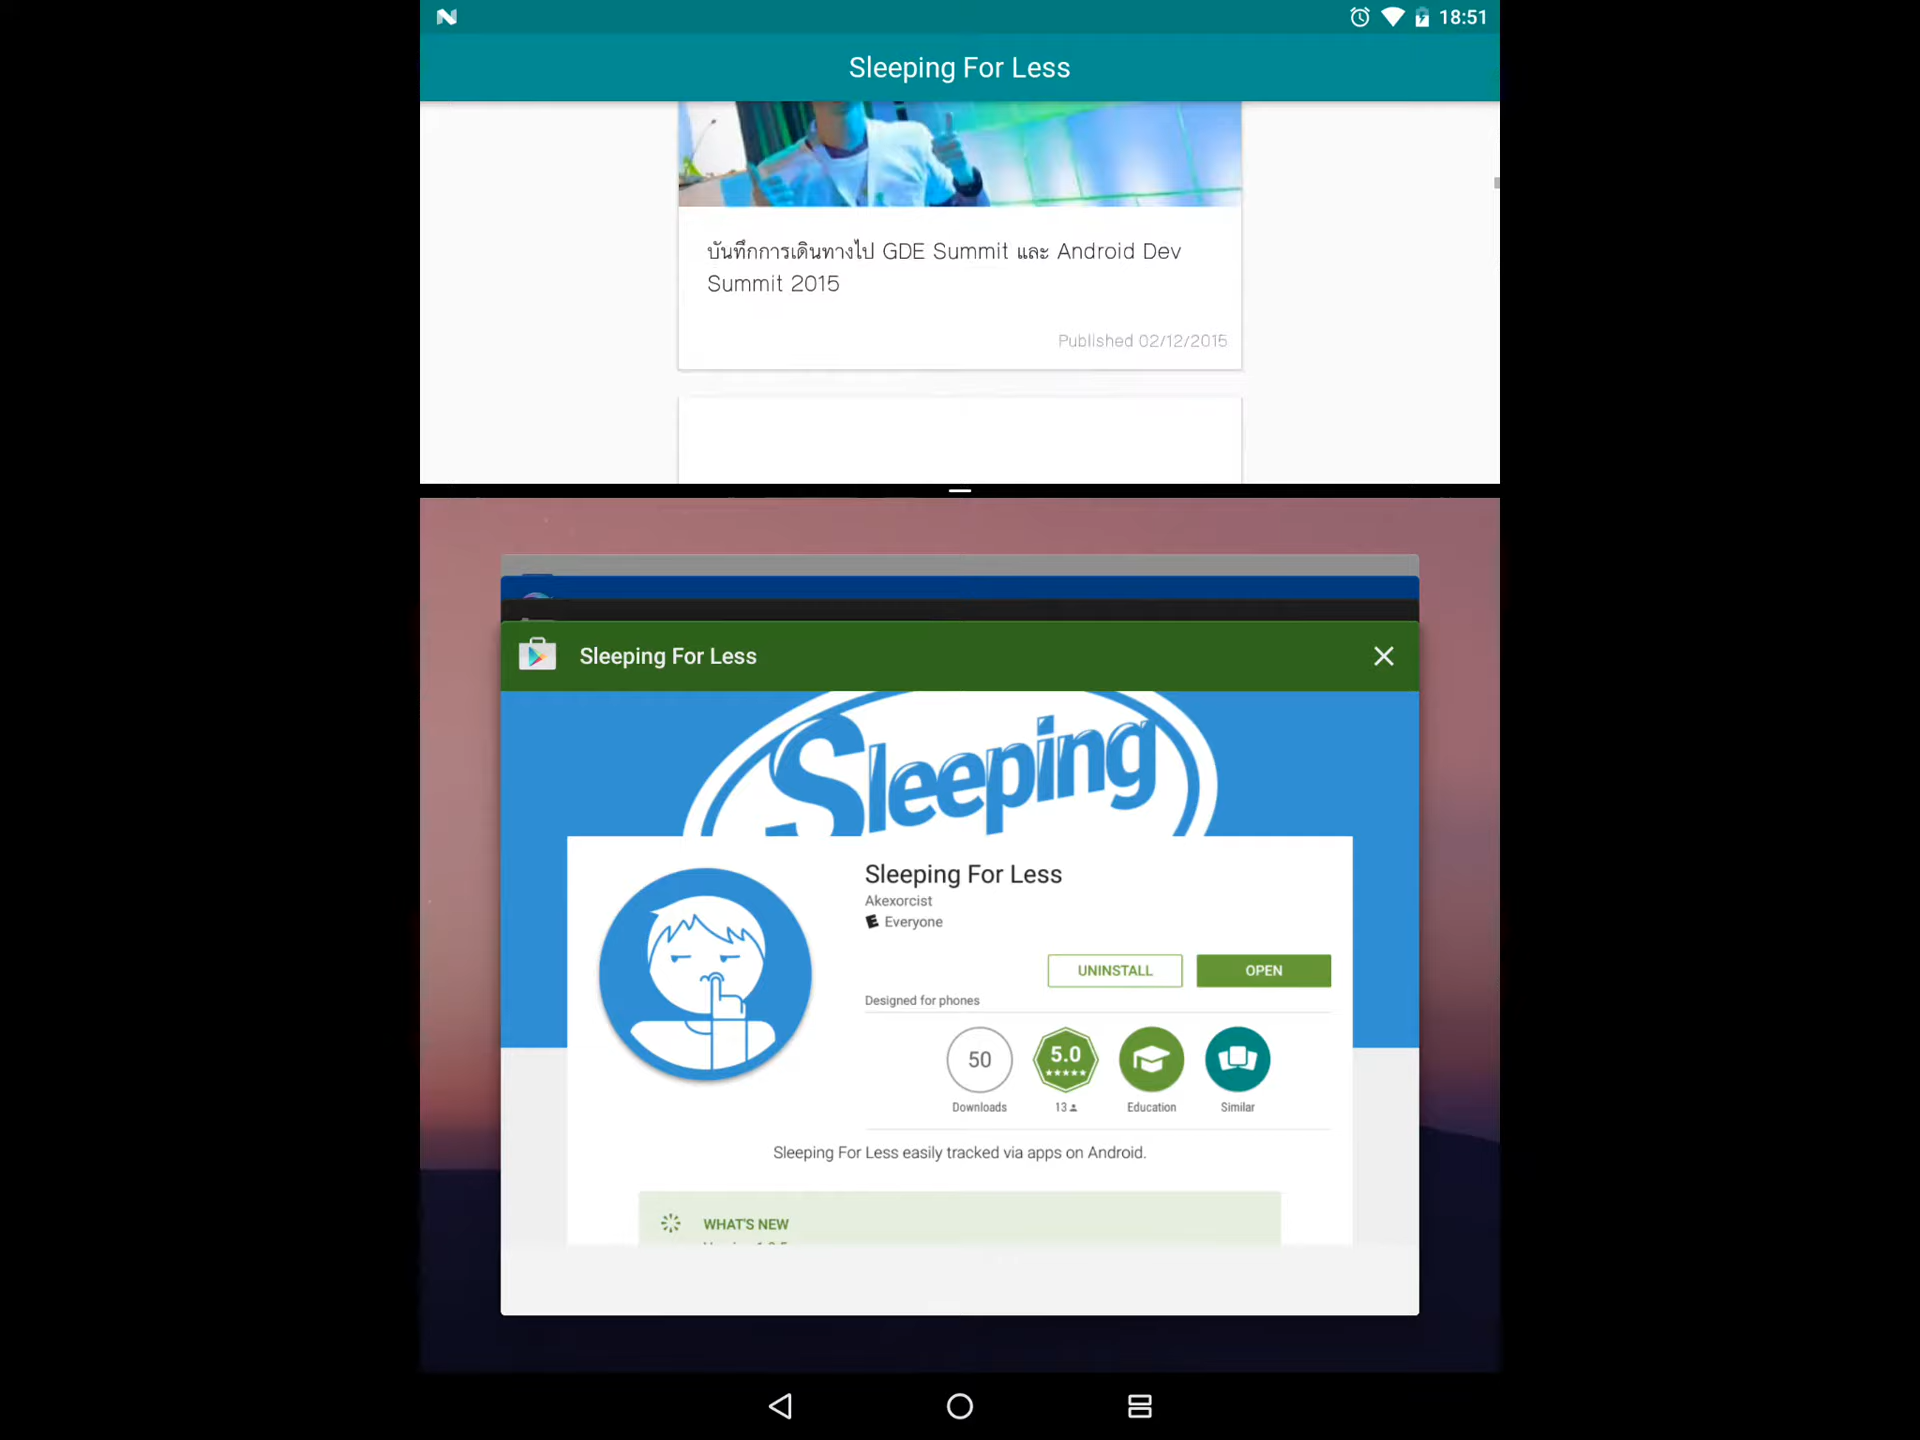 18:51
Sleeping For Less
บันทึกการเดินทางไป GDE Summit และ Android Dev
Summit 2015
Published 02/12/2015
Sleeping For Less
Sleeping
Sleeping For Less
Akexorcist
E Everyone
UNINSTALL
OPEN
Designed for phones
50
5.0
Downloads
13
Education
Similar
Sleeping For Less easily tracked via apps on Android.
WHAT'S NEW